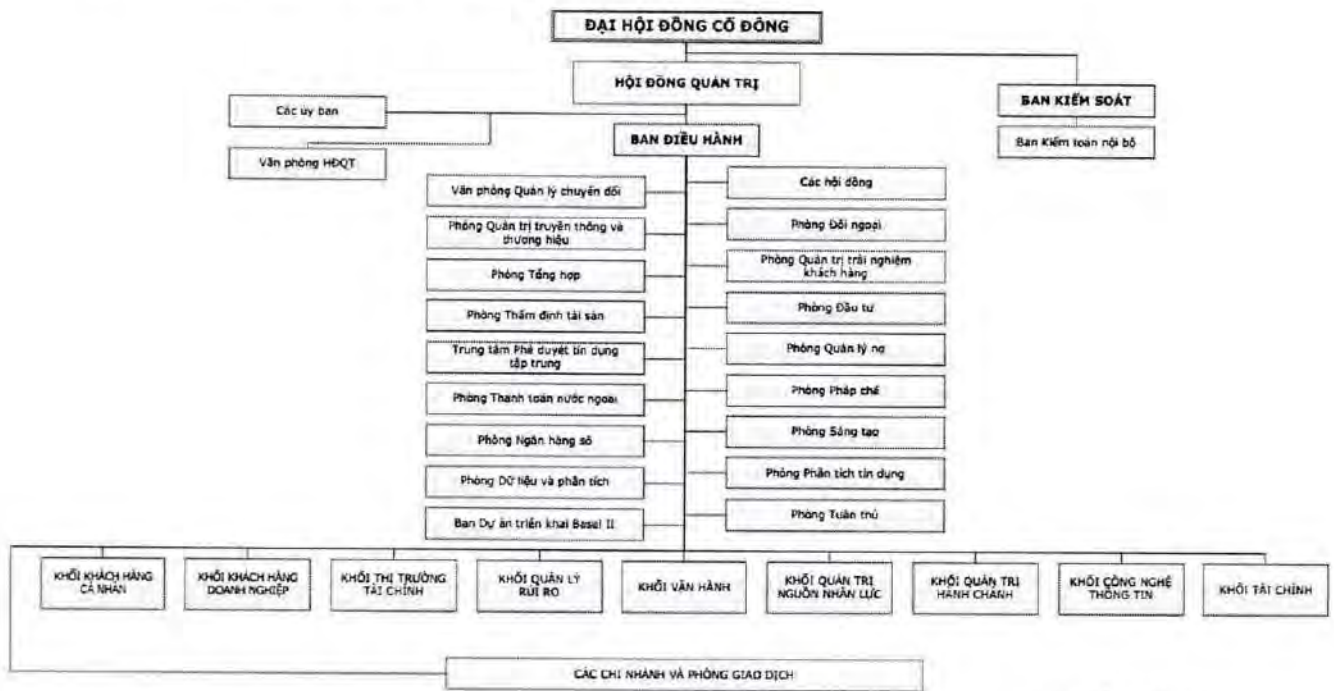 ĐẠI HỘI ĐỒNG CỔ ĐÔNG
HỘI ĐỒNG QUẢN TRỊ
BAN KIỂM SOÁT
Các ủy ban
BAN ĐIỀU HÀNH
Ban Kiểm toán nội bộ
Văn phòng HĐQT
Văn phòng Quản lý chuyển đổi
Các hội đồng
Phòng Quản trị truyền thông và
thương hiệu
Phòng Đối ngoại
Phòng Tổng hợp
Phòng Quản trị trải nghiệm
khách hàng
Phòng Thẩm định tài sản
Phòng Đầu tư
Trung tâm Phê duyệt tín dụng
tập trung
Phòng Quản lý nợ
Phòng Thanh toán nước ngoài
Phòng Pháp chế
Phòng Ngân hàng số
Phòng Sáng tạo
Phòng Dữ liệu và phân tích
Phòng Phân tích tín dụng
Ban Dự án triển khai Basel II
Phòng Tuân thủ
KHỐI KHÁCH HÀNG
CÁ NHÂN
KHỐI KHÁCH HÀNG
DOANH NGHIỆP
KHỐI THỊ TRƯỜNG
TÀI CHÍNH
KHỐI QUẢN LÝ
RỦI RO
KHỐI VẬN HÀNH
KHỐI QUẢN TRỊ
NGUỒN NHÂN LỰC
KHỐI QUẢN TRỊ
HÀNH CHÁNH
KHỐI CÔNG NGHỆ
THÔNG TIN
KHỐI TÀI CHÍNH
CÁC CHI NHÁNH VÀ PHÒNG GIAO DỊCH